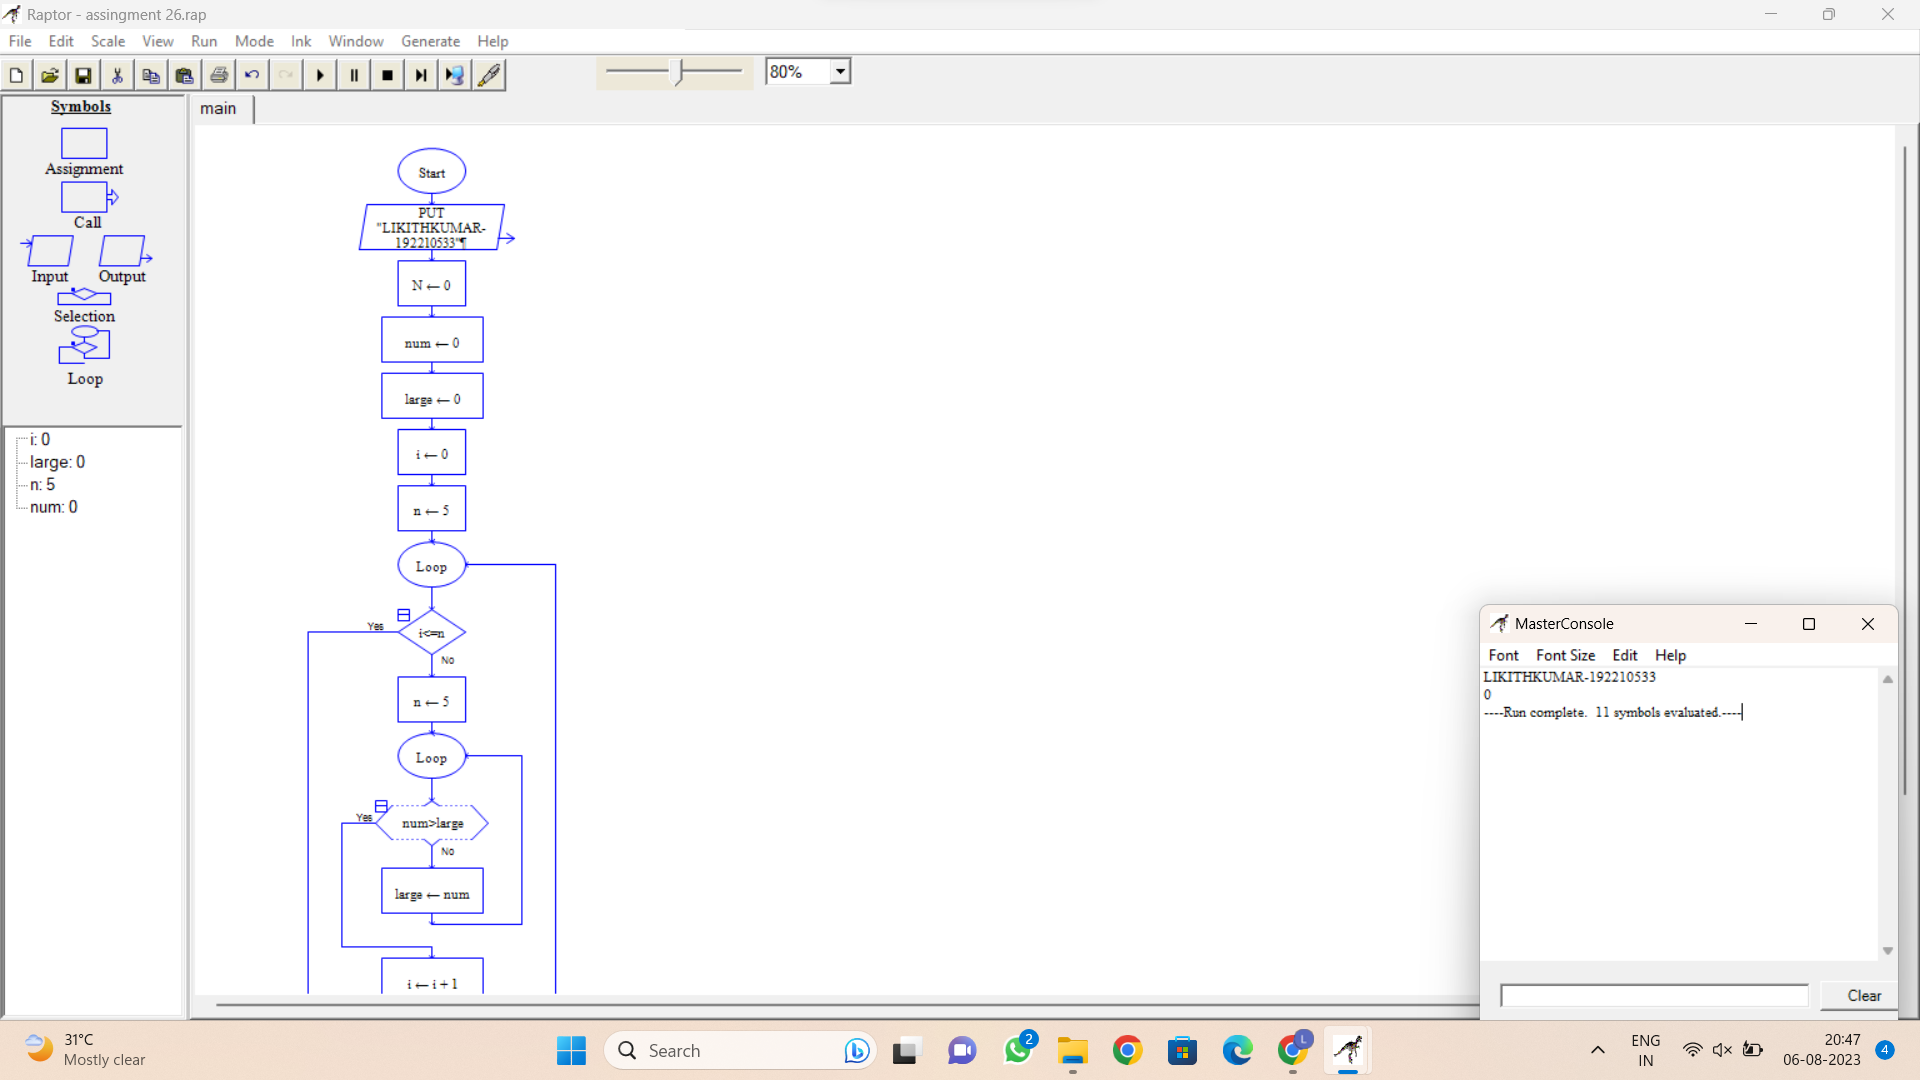 Raptor - assingment 26.rap
File Edit Scale View Run Mode Ink Window Generate Help
80%
Symbols
Assignment
Call
Input Output
Selection
Loop
i: 0
large: 0
n: 5
num: 0
main
Start
PUT
"LIKITHKUMAR-
192210533"¶
N ← 0
num ← 0
large ← 0
i ← 0
n ← 5
Loop
Yes
i<=n
No
n ← 5
Loop
Yes
num>large
No
large ← num
i ← i + 1
MasterConsole
Font Font Size Edit Help
LIKITHKUMAR-192210533
0
----Run complete.  11 symbols evaluated.----
Clear
31°C
Mostly clear
Search
2
L
ENG
IN
20:47
06-08-2023
4